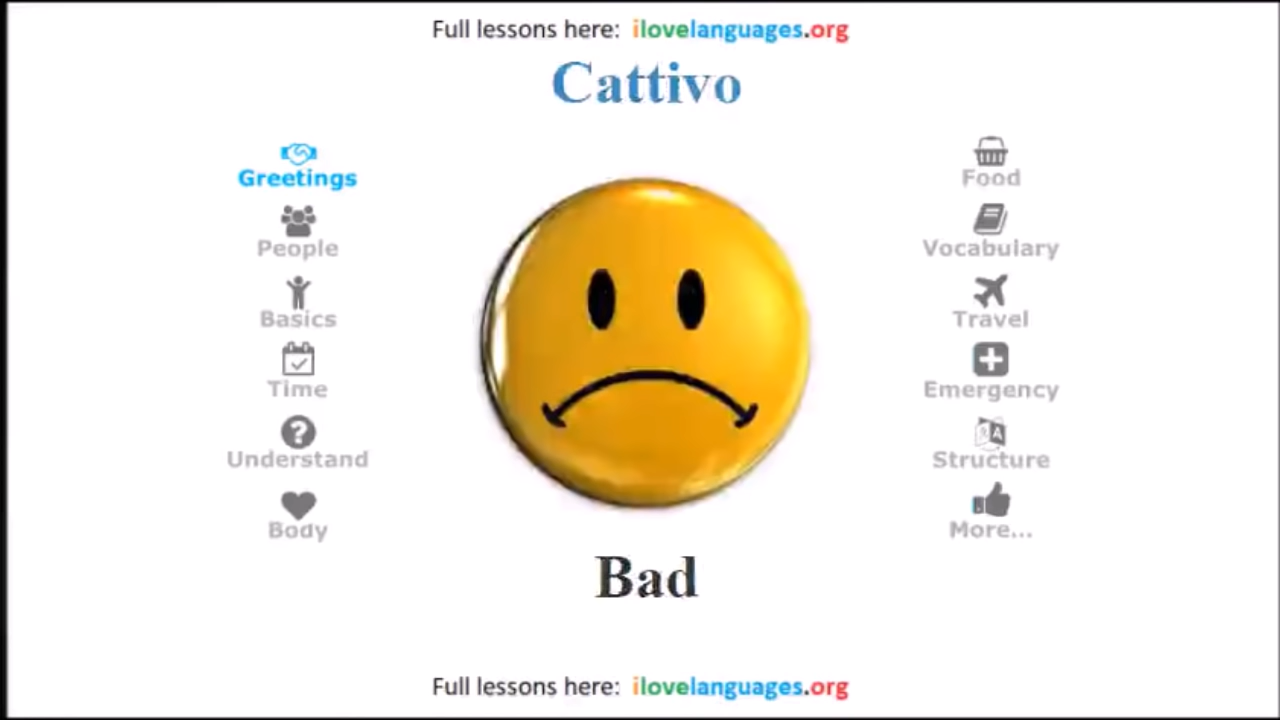 Full lessons here: ilovelanguages.org
Cattivo
Greetings
People
Basics
Time
Understand
Body
Food
Vocabulary
Travel
Emergency
Structure
More...
Bad
Full lessons here: ilovelanguages.org